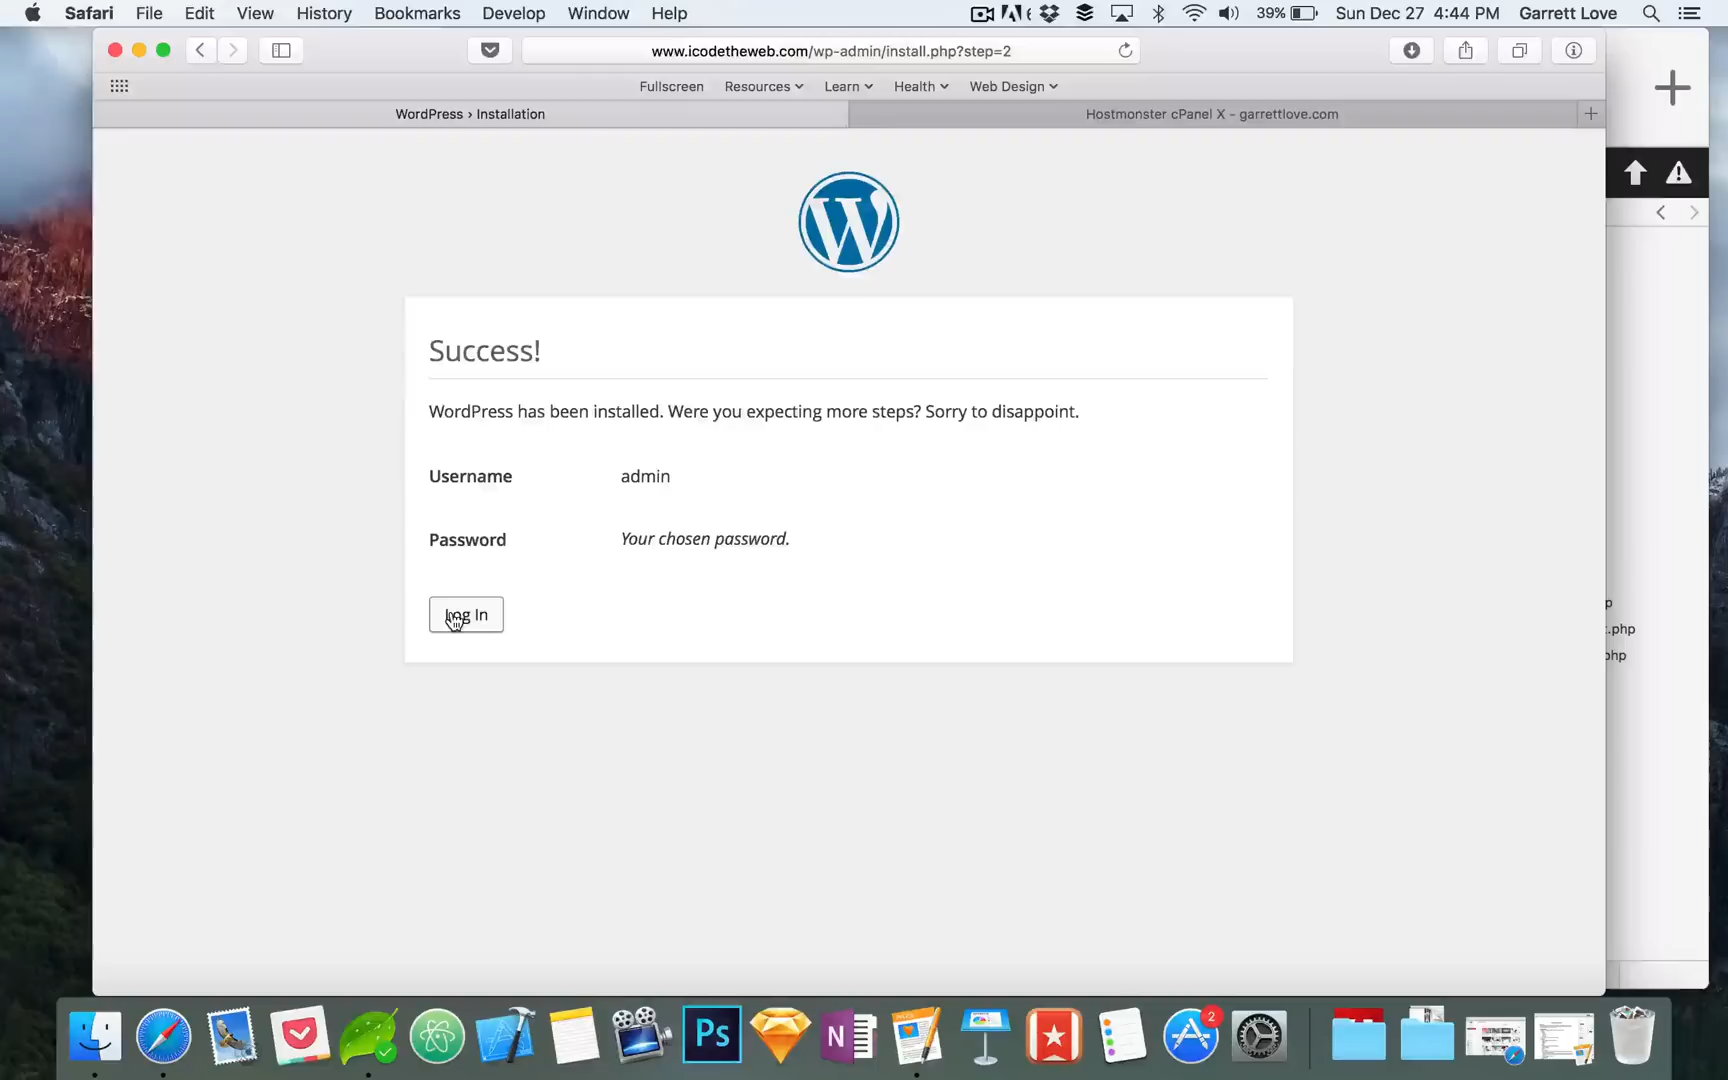 Safari File Edit View History Bookmarks Develop Window Help 6 39% Sun Dec 27 4:44 PM Garrett Love
www.icodetheweb.com/wp-admin/install.php?step=2
Fullscreen Resources Learn Health Web Design
WordPress › Installation
Hostmonster cPanel X - garrettlove.com
Success!
WordPress has been installed. Were you expecting more steps? Sorry to disappoint.
Username admin
Password Your chosen password.
Log In
p
t.php
php
Ps
N
2